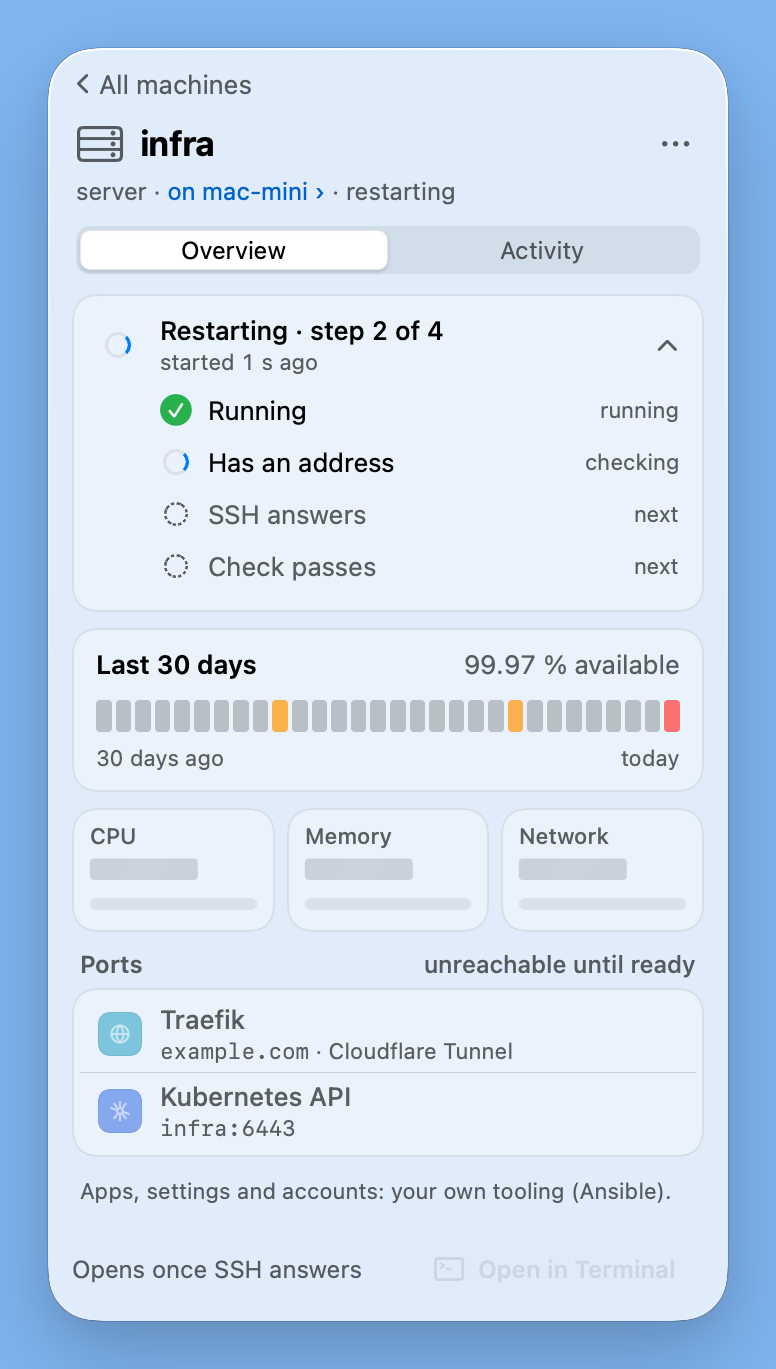 All machines
infra
server · on mac-mini › · restarting
Overview Activity
Restarting · step 2 of 4
started 1 s ago
Running running
Has an address checking
SSH answers next
Check passes next
Last 30 days 99.97 % available
30 days ago today
CPU Memory Network
Ports unreachable until ready
Traefik
example.com · Cloudflare Tunnel
Kubernetes API
infra:6443
Apps, settings and accounts: your own tooling (Ansible).
Opens once SSH answers Open in Terminal